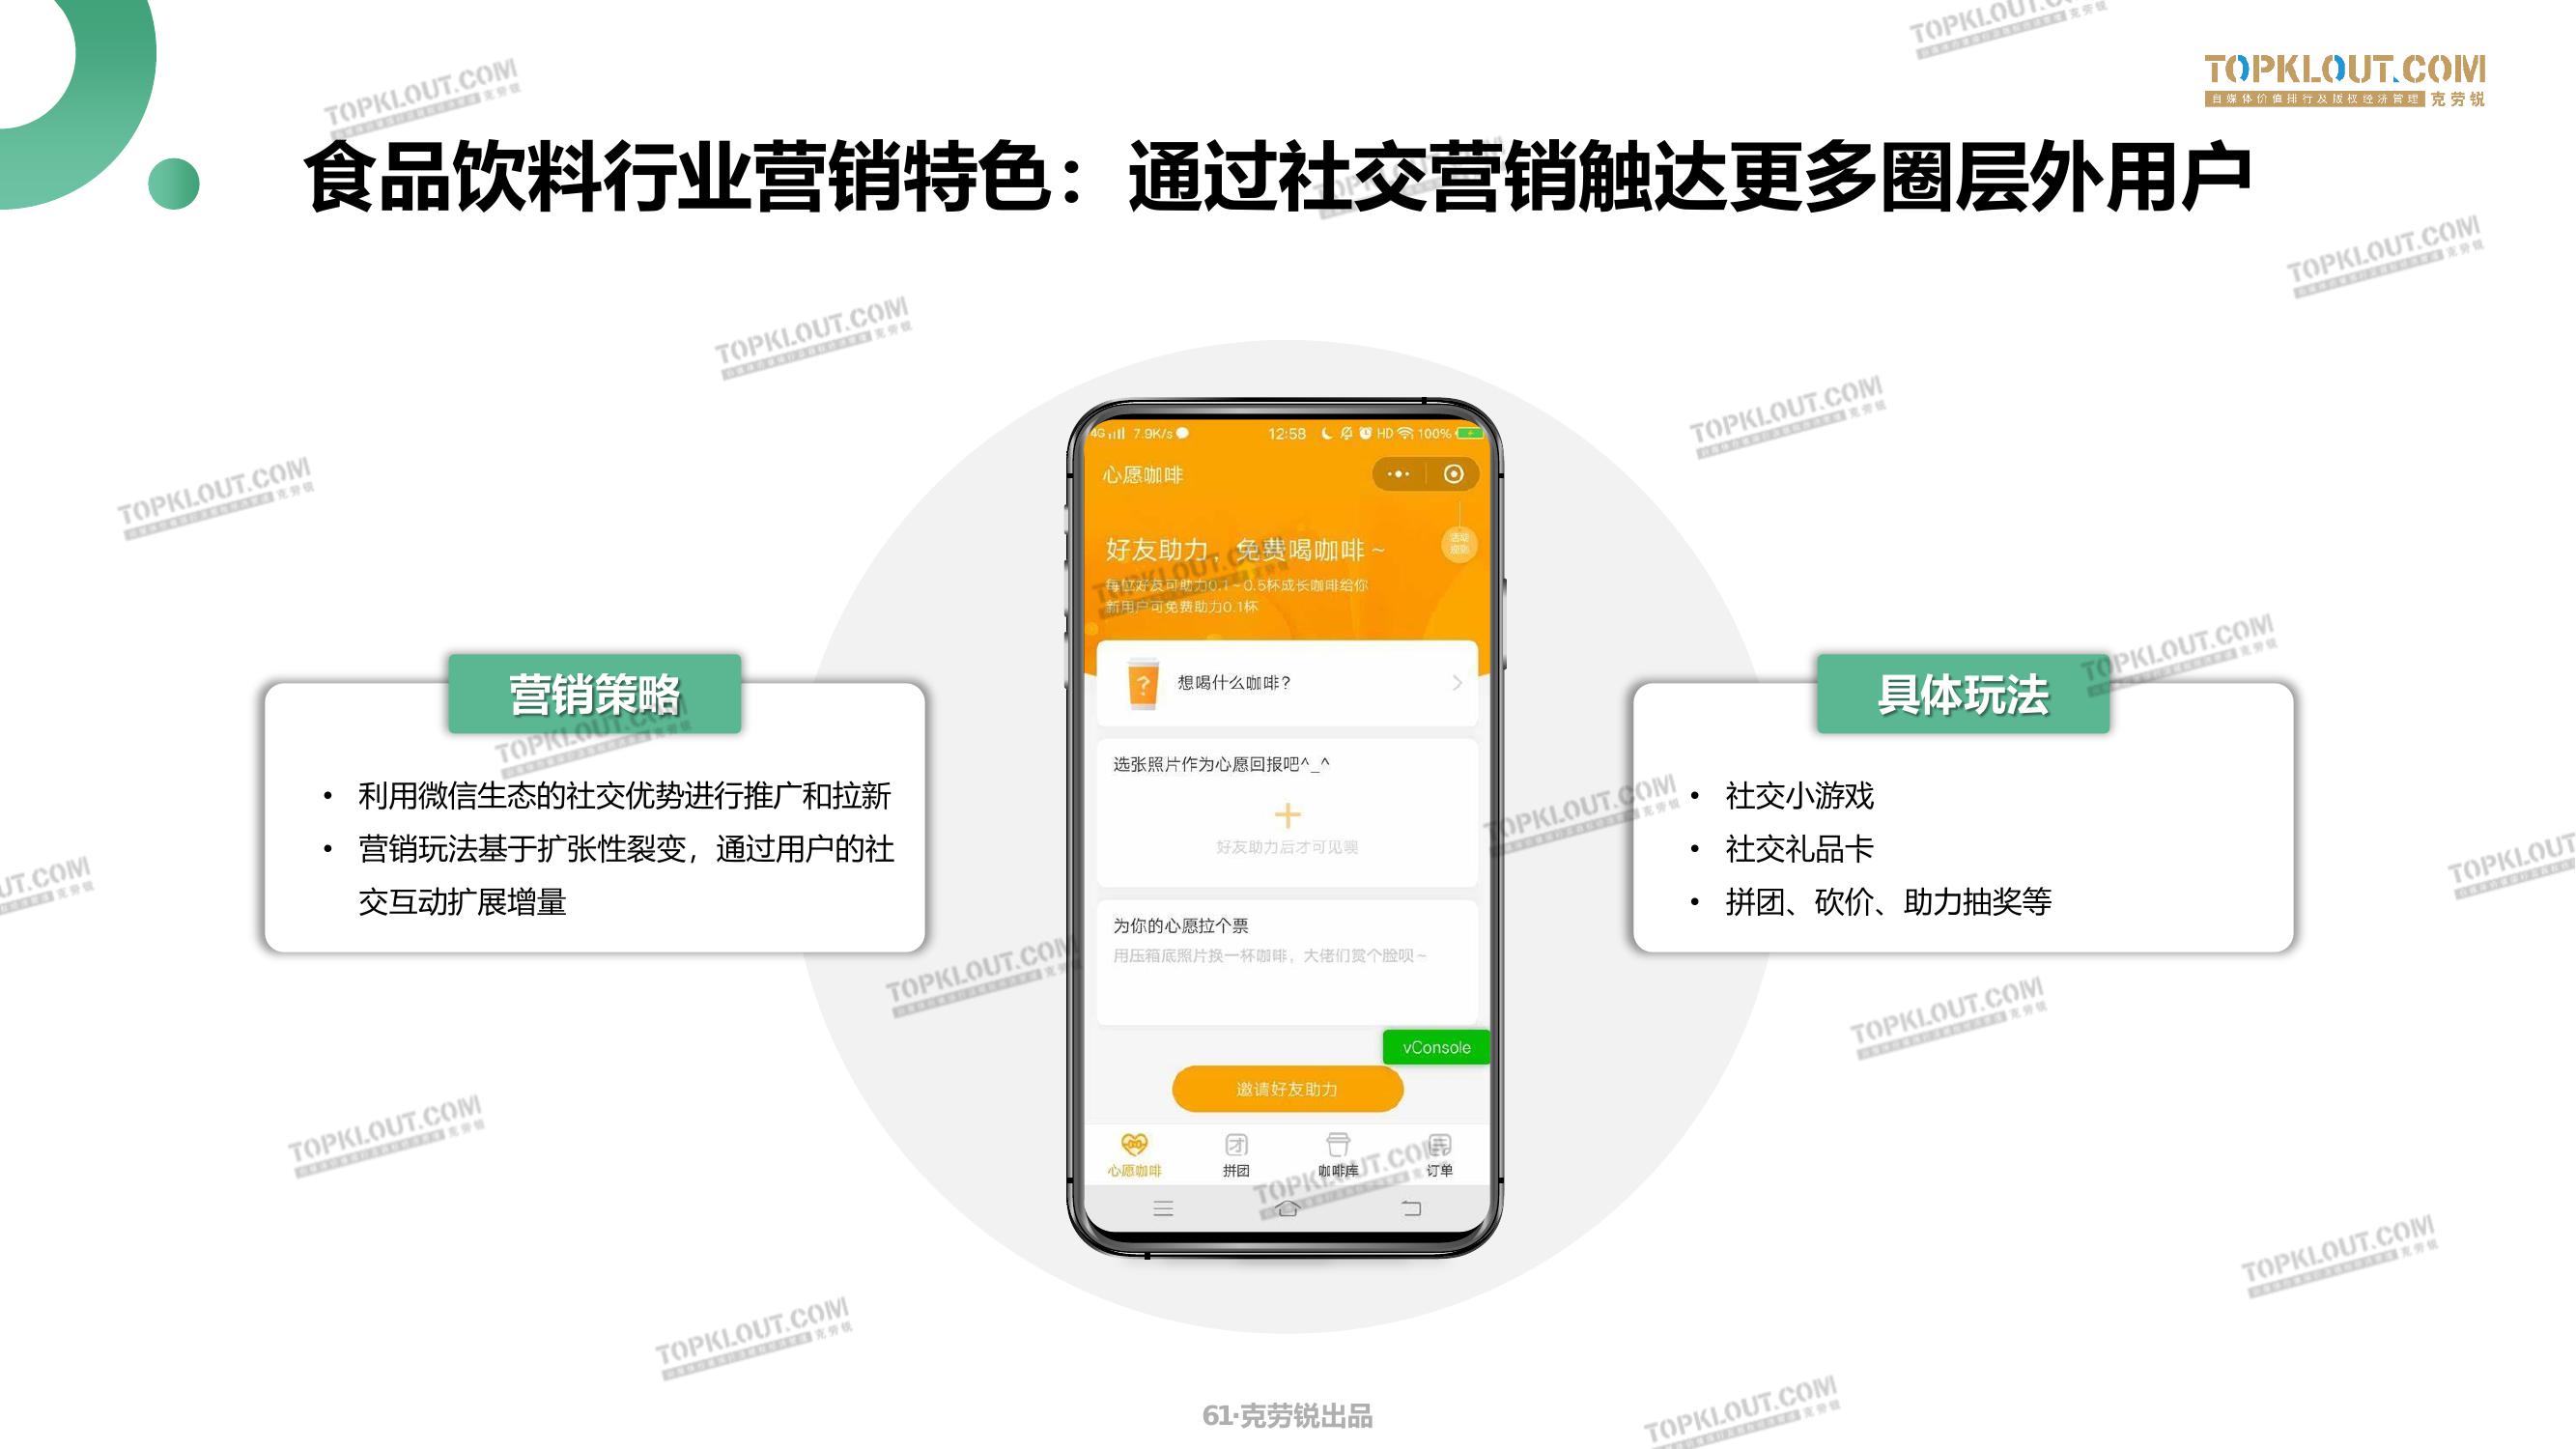 TOPKLOUT.COM
自媒体价值排行及版权经济管理 克劳锐
食品饮料行业营销特色：通过社交营销触达更多圈层外用户
4G 7.9K/s 12:58 HD 100%
心愿咖啡
好友助力，免费喝咖啡~
活动
每位好友可助力0.1~0.5杯成长咖啡给你
新用户可免费助力0.1杯
想喝什么咖啡?
选张照片作为心愿回报吧^_^
好友助力后才可见噢
为你的心愿拉个票
用压箱底照片换一杯咖啡，大佬们赏个脸呗~
vConsole
邀请好友助力
心愿咖啡 拼团 咖啡库 订单
营销策略
• 利用微信生态的社交优势进行推广和拉新
• 营销玩法基于扩张性裂变，通过用户的社
交互动扩展增量
具体玩法
• 社交小游戏
• 社交礼品卡
• 拼团、砍价、助力抽奖等
61·克劳锐出品